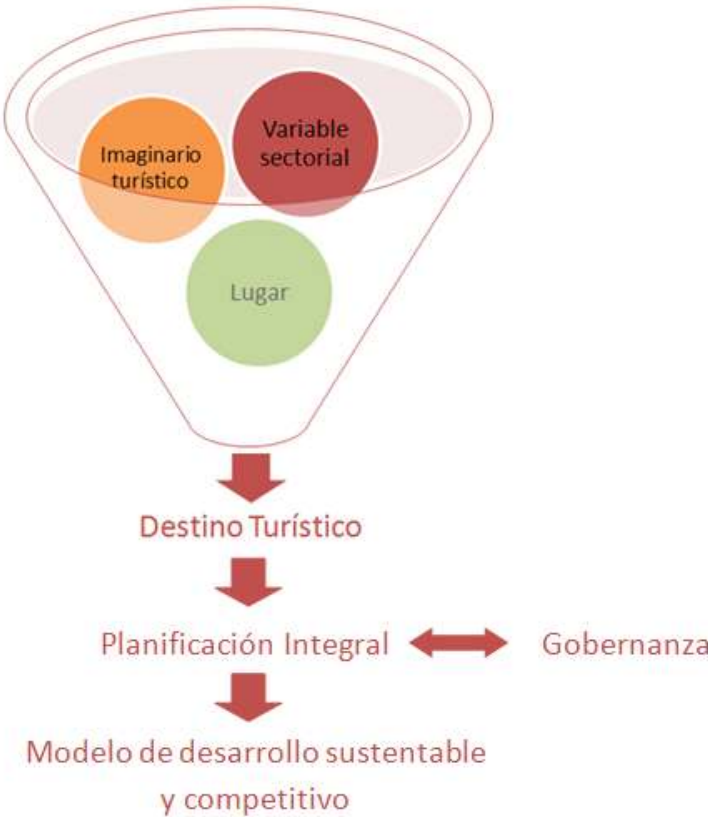 Imaginario
turístico
Variable
sectorial
Lugar
Destino Turístico
Planificación Integral
Gobernanza
Modelo de desarrollo sustentable
y competitivo